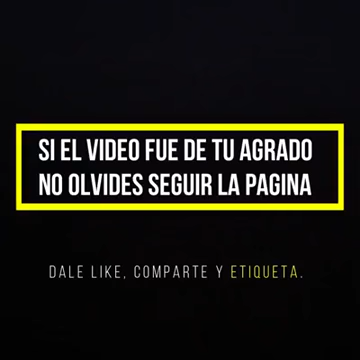 SI EL VIDEO FUE DE TU AGRADO
NO OLVIDES SEGUIR LA PAGINA
DALE LIKE, COMPARTE Y ETIQUETA.